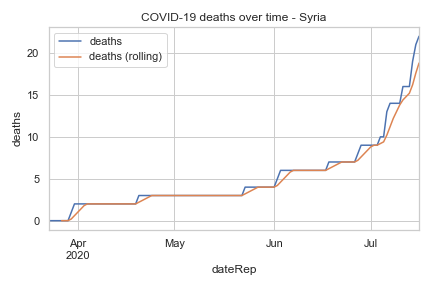 COVID-19 deaths over time - Syria
deaths
deaths (rolling)
20
15
10
5
0
deaths
Apr
2020
May
Jun
Jul
dateRep